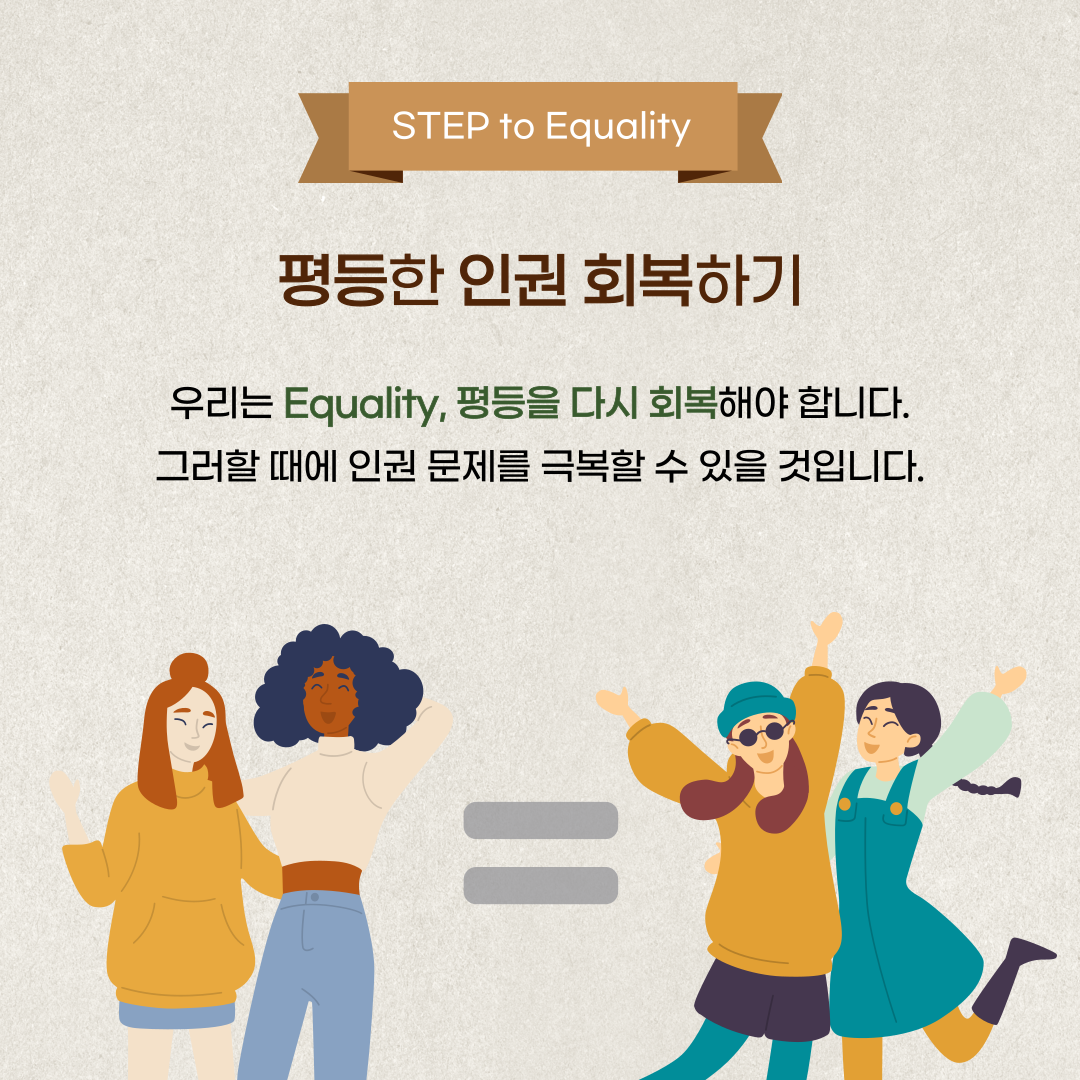 STEP to Equality
평등한 인권 회복하기
우리는 Equality, 평등을 다시 회복해야 합니다.
그러할 때에 인권 문제를 극복할 수 있을 것입니다.